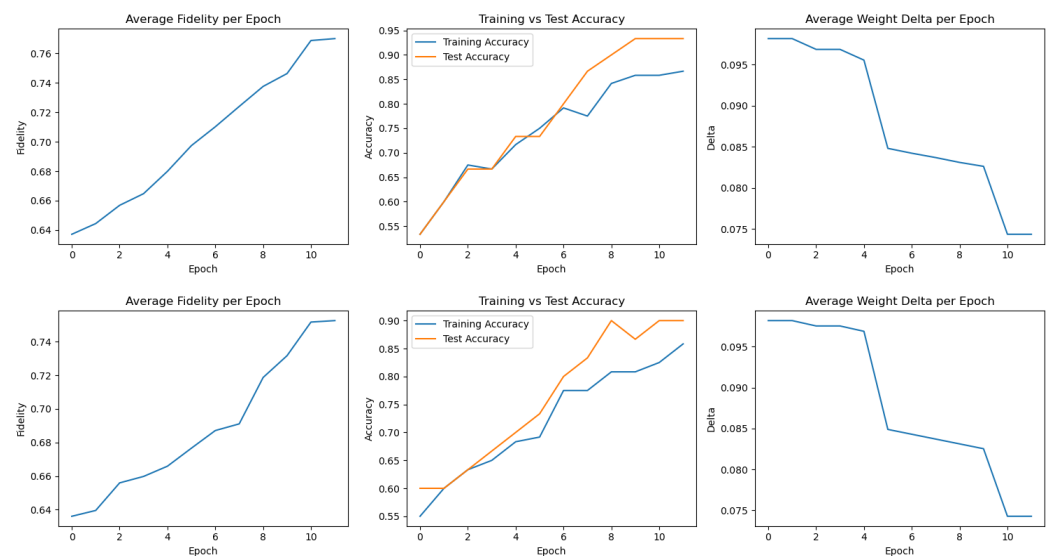 Average Fidelity per Epoch
Training vs Test Accuracy
Average Weight Delta per Epoch
Fidelity
0.76
0.74
0.72
0.70
0.68
0.66
0.64
0 2 4 6 8 10
Epoch
Accuracy
0.95
0.90
0.85
0.80
0.75
0.70
0.65
0.60
0.55
Training Accuracy
Test Accuracy
0 2 4 6 8 10
Epoch
Delta
0.095
0.090
0.085
0.080
0.075
0 2 4 6 8 10
Epoch
Average Fidelity per Epoch
Training vs Test Accuracy
Average Weight Delta per Epoch
Fidelity
0.74
0.72
0.70
0.68
0.66
0.64
0 2 4 6 8 10
Epoch
Accuracy
0.90
0.85
0.80
0.75
0.70
0.65
0.60
0.55
Training Accuracy
Test Accuracy
0 2 4 6 8 10
Epoch
Delta
0.095
0.090
0.085
0.080
0.075
0 2 4 6 8 10
Epoch